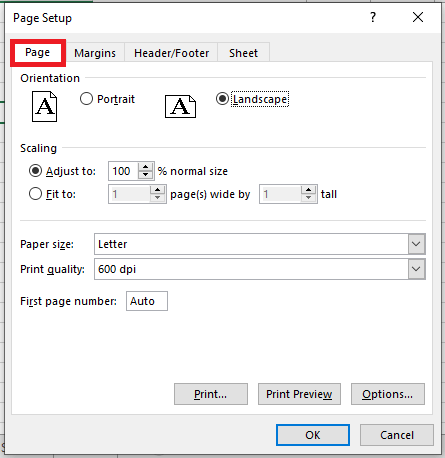 Page Setup ? ×
Page Margins Header/Footer Sheet
Orientation
A Portrait A Landscape
Scaling
Adjust to: 100 % normal size
Fit to: 1 page(s) wide by 1 tall
Paper size: Letter
Print quality: 600 dpi
First page number: Auto
Print... Print Preview Options...
OK Cancel
S